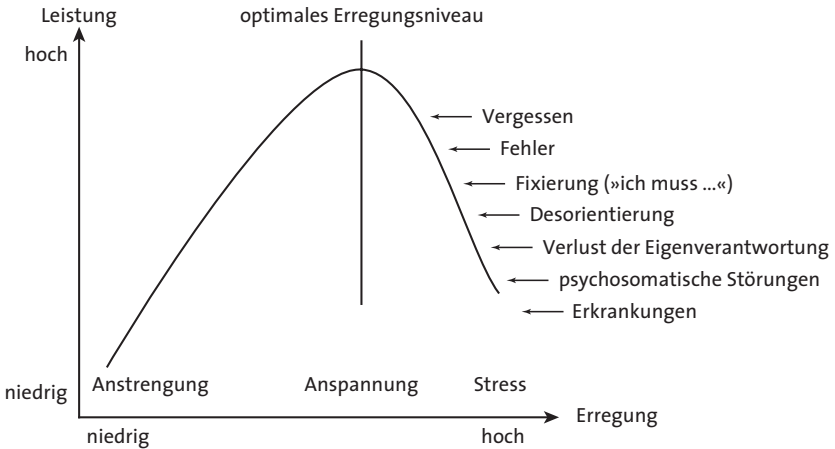 Leistung
optimales Erregungsniveau
hoch
Vergessen
Fehler
Fixierung (»ich muss ...«)
Desorientierung
Verlust der Eigenverantwortung
psychosomatische Störungen
Erkrankungen
niedrig
Anstrengung
Anspannung
Stress
Erregung
niedrig
hoch